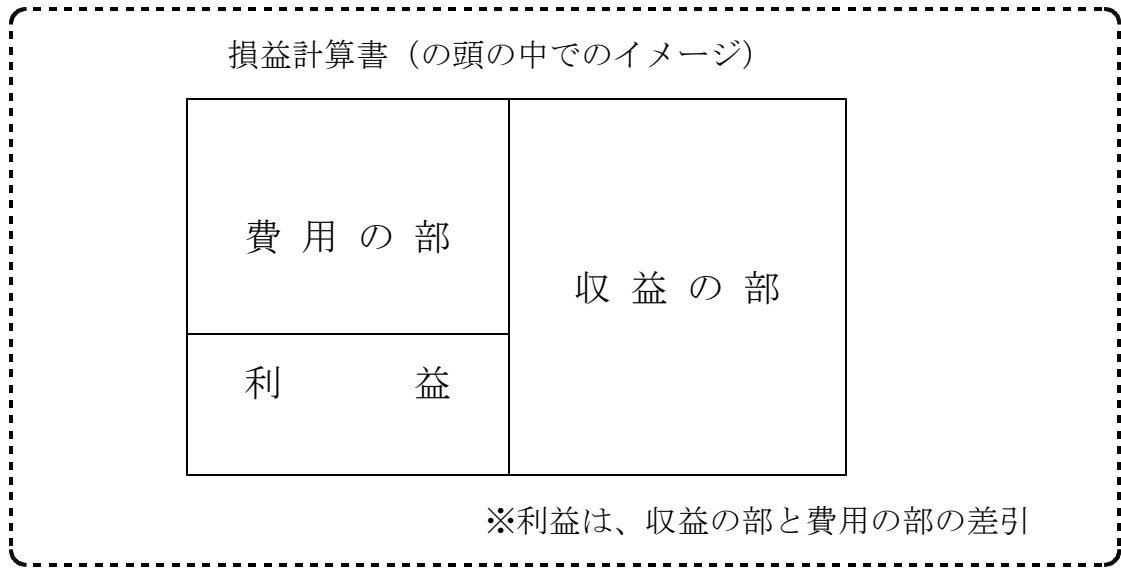 損益計算書（の頭の中でのイメージ）
費用の部
収益の部
利益
※利益は、収益の部と費用の部の差引